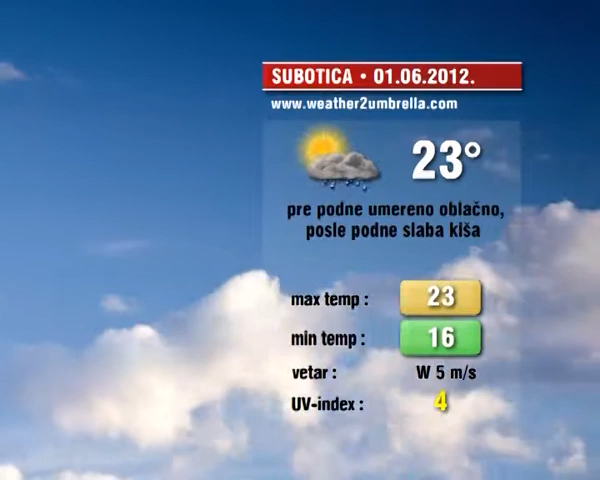 SUBOTICA • 01.06.2012.
www.weather2umbrella.com
23°
pre podne umereno oblačno,
posle podne slaba kiša
max temp : 23
min temp : 16
vetar : W 5 m/s
UV-index : 4